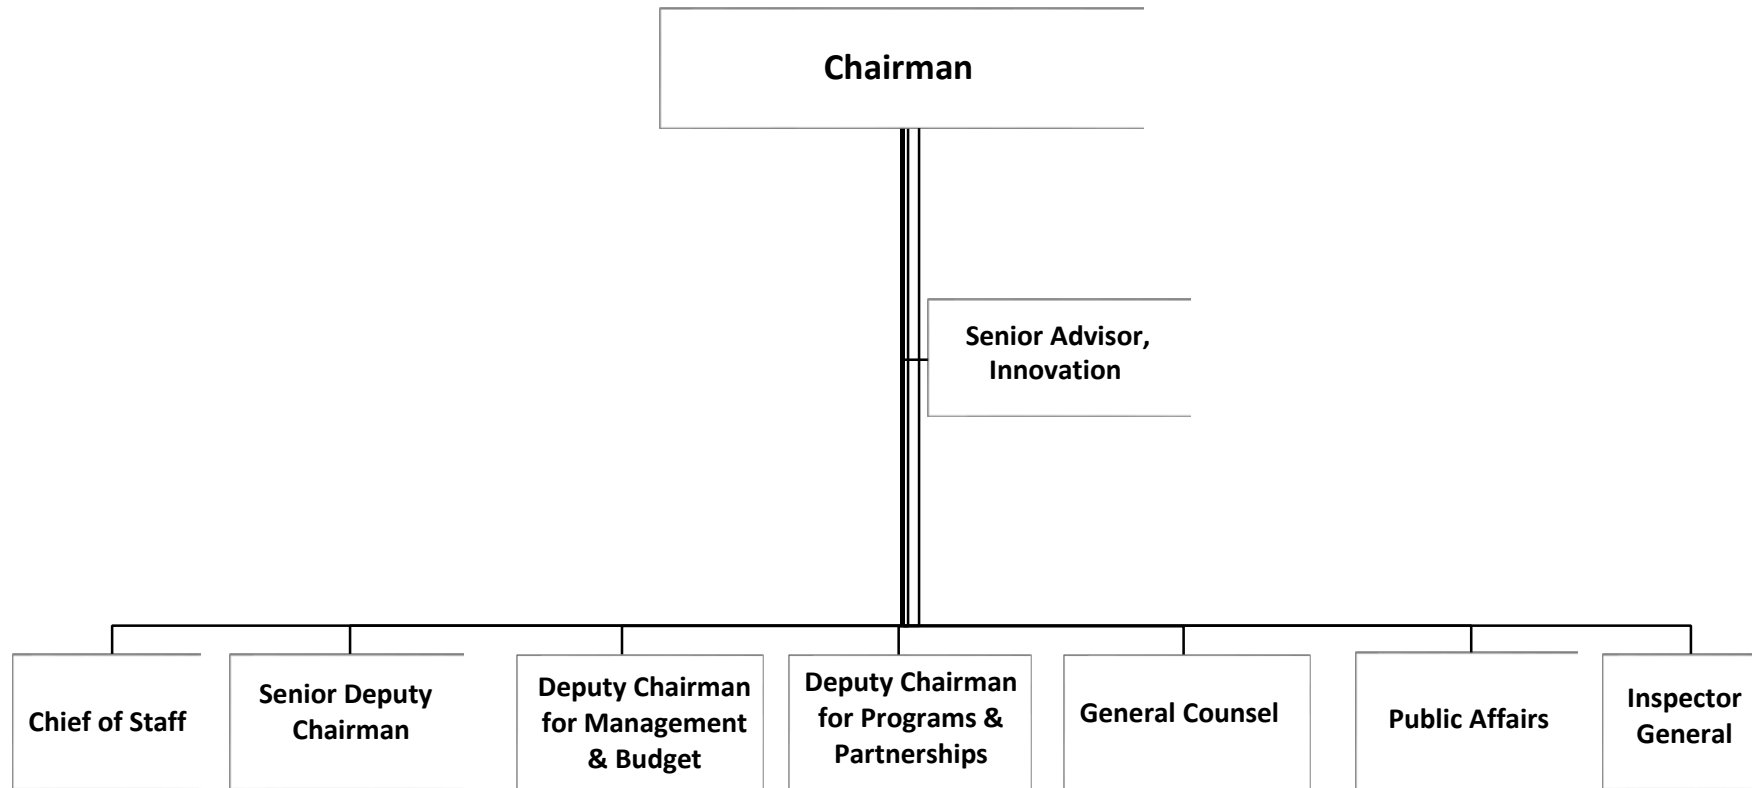 Chairman
Senior Advisor,
Innovation
Chief of Staff
Senior Deputy
Chairman
Deputy Chairman
for Management
& Budget
Deputy Chairman
for Programs &
Partnerships
General Counsel
Public Affairs
Inspector
General